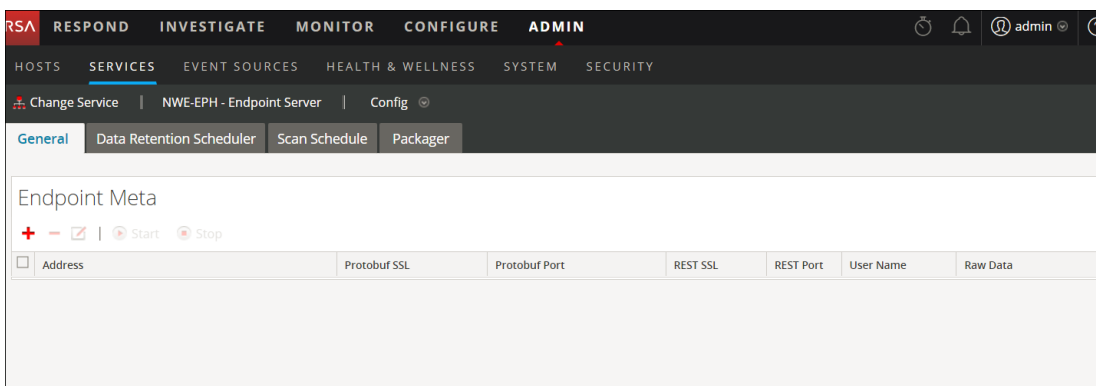 RSA RESPOND INVESTIGATE MONITOR CONFIGURE ADMIN admin
HOSTS SERVICES EVENT SOURCES HEALTH & WELLNESS SYSTEM SECURITY
Change Service | NWE-EPH - Endpoint Server | Config
General Data Retention Scheduler Scan Schedule Packager
Endpoint Meta
Start Stop
Address Protobuf SSL Protobuf Port REST SSL REST Port User Name Raw Data